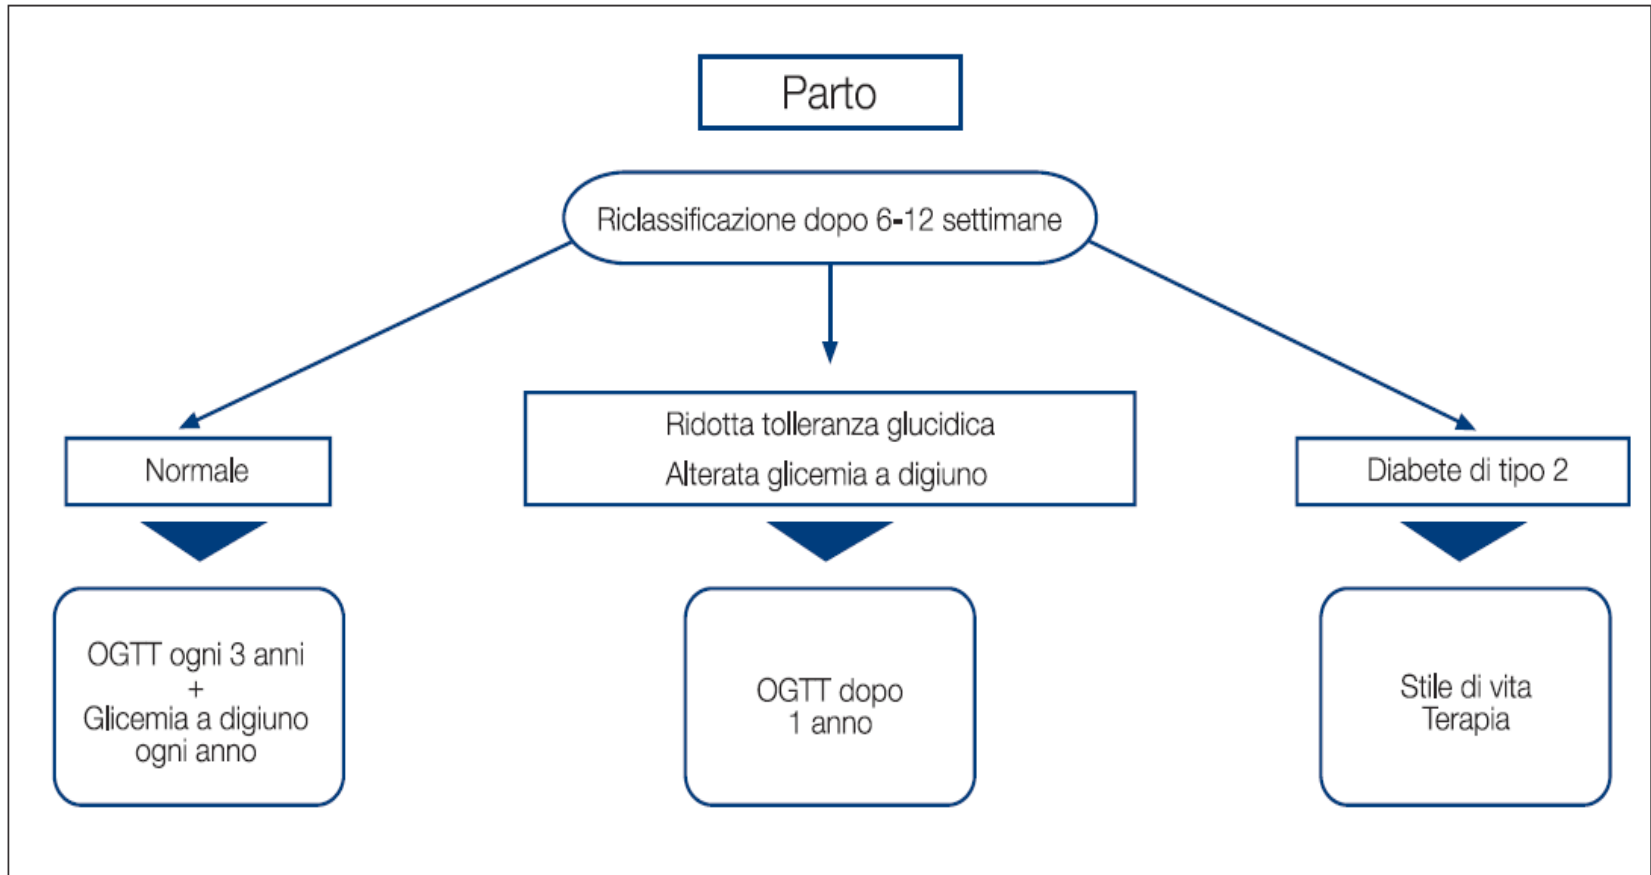 Parto
Riclassificazione dopo 6-12 settimane
Normale
Ridotta tolleranza glucidica
Alterata glicemia a digiuno
Diabete di tipo 2
OGTT ogni 3 anni
+
Glicemia a digiuno
ogni anno
OGTT dopo
1 anno
Stile di vita
Terapia